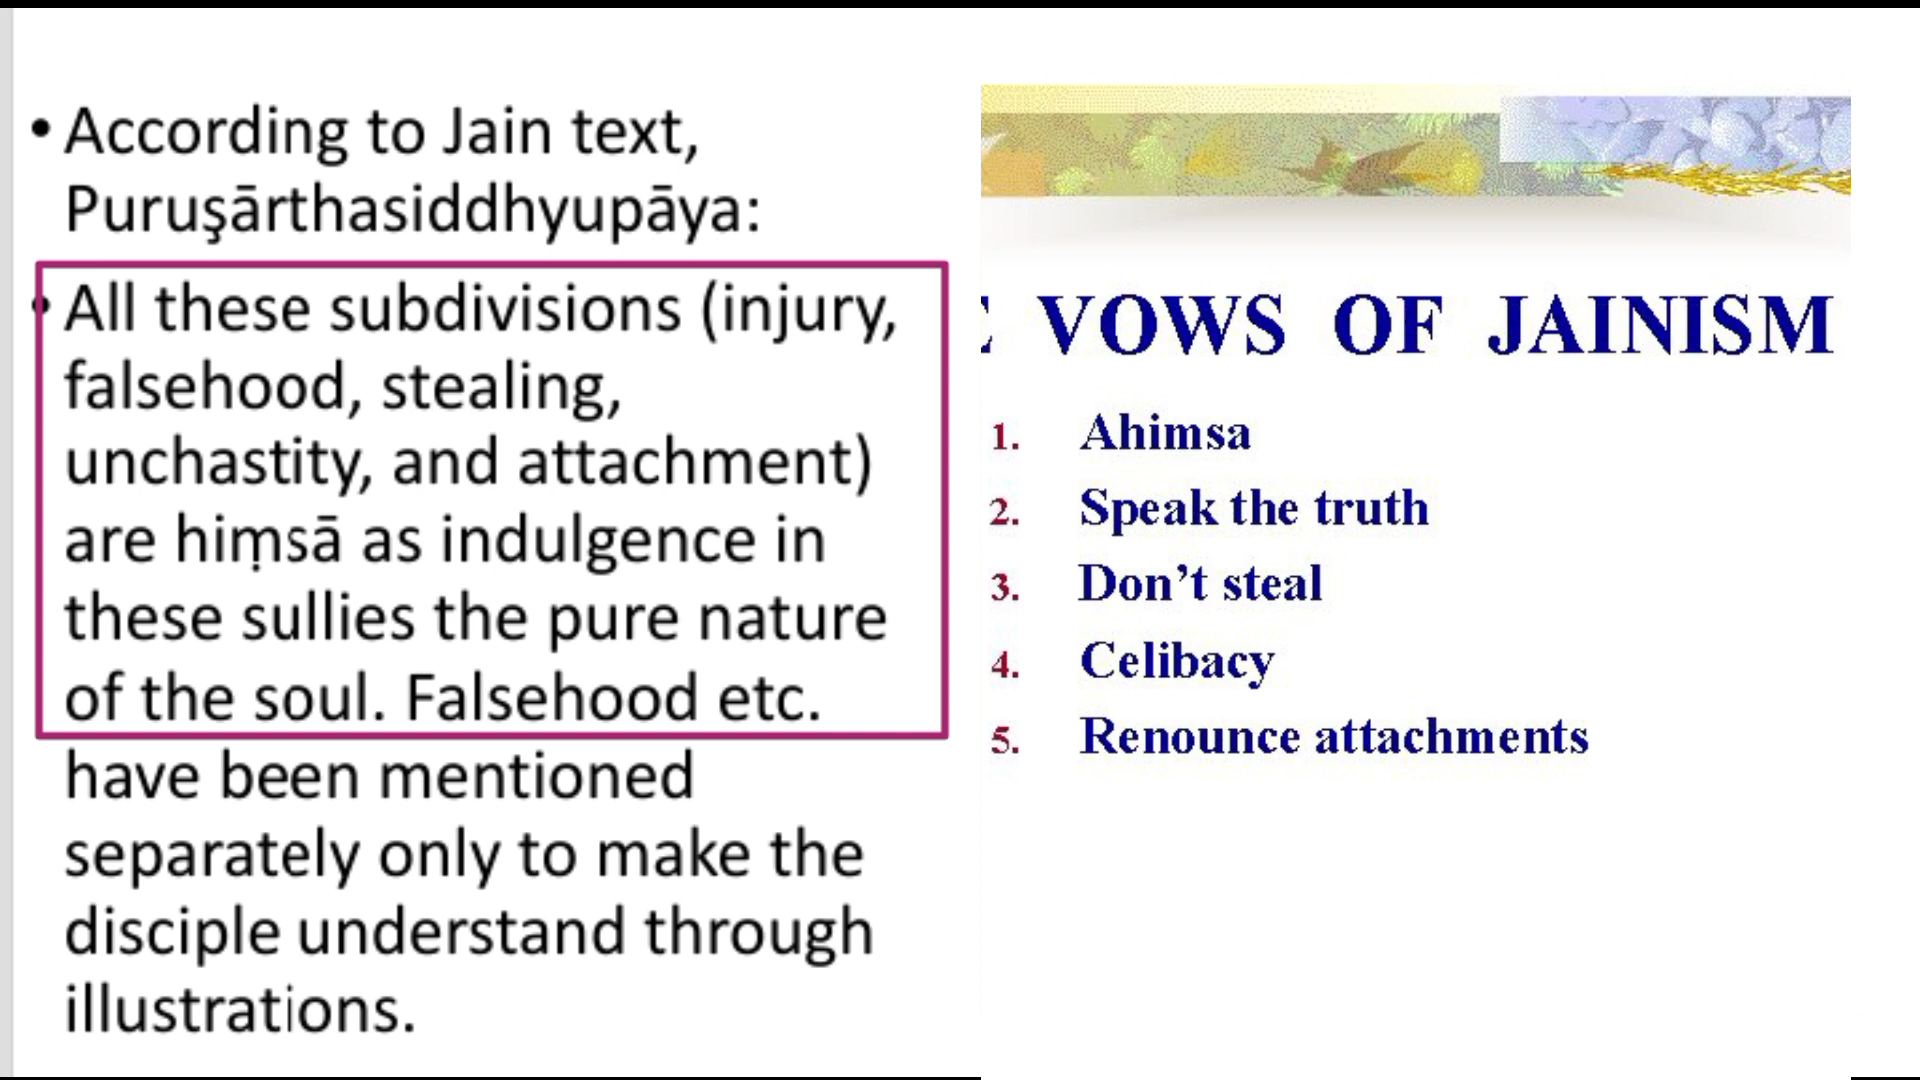 • According to Jain text,
Puruşārthasiddhyupāya:
• All these subdivisions (injury,
falsehood, stealing,
unchastity, and attachment)
are hiṃsā as indulgence in
these sullies the pure nature
of the soul. Falsehood etc.
have been mentioned
separately only to make the
disciple understand through
illustrations.
VOWS OF JAINISM
1. Ahimsa
2. Speak the truth
3. Don’t steal
4. Celibacy
5. Renounce attachments